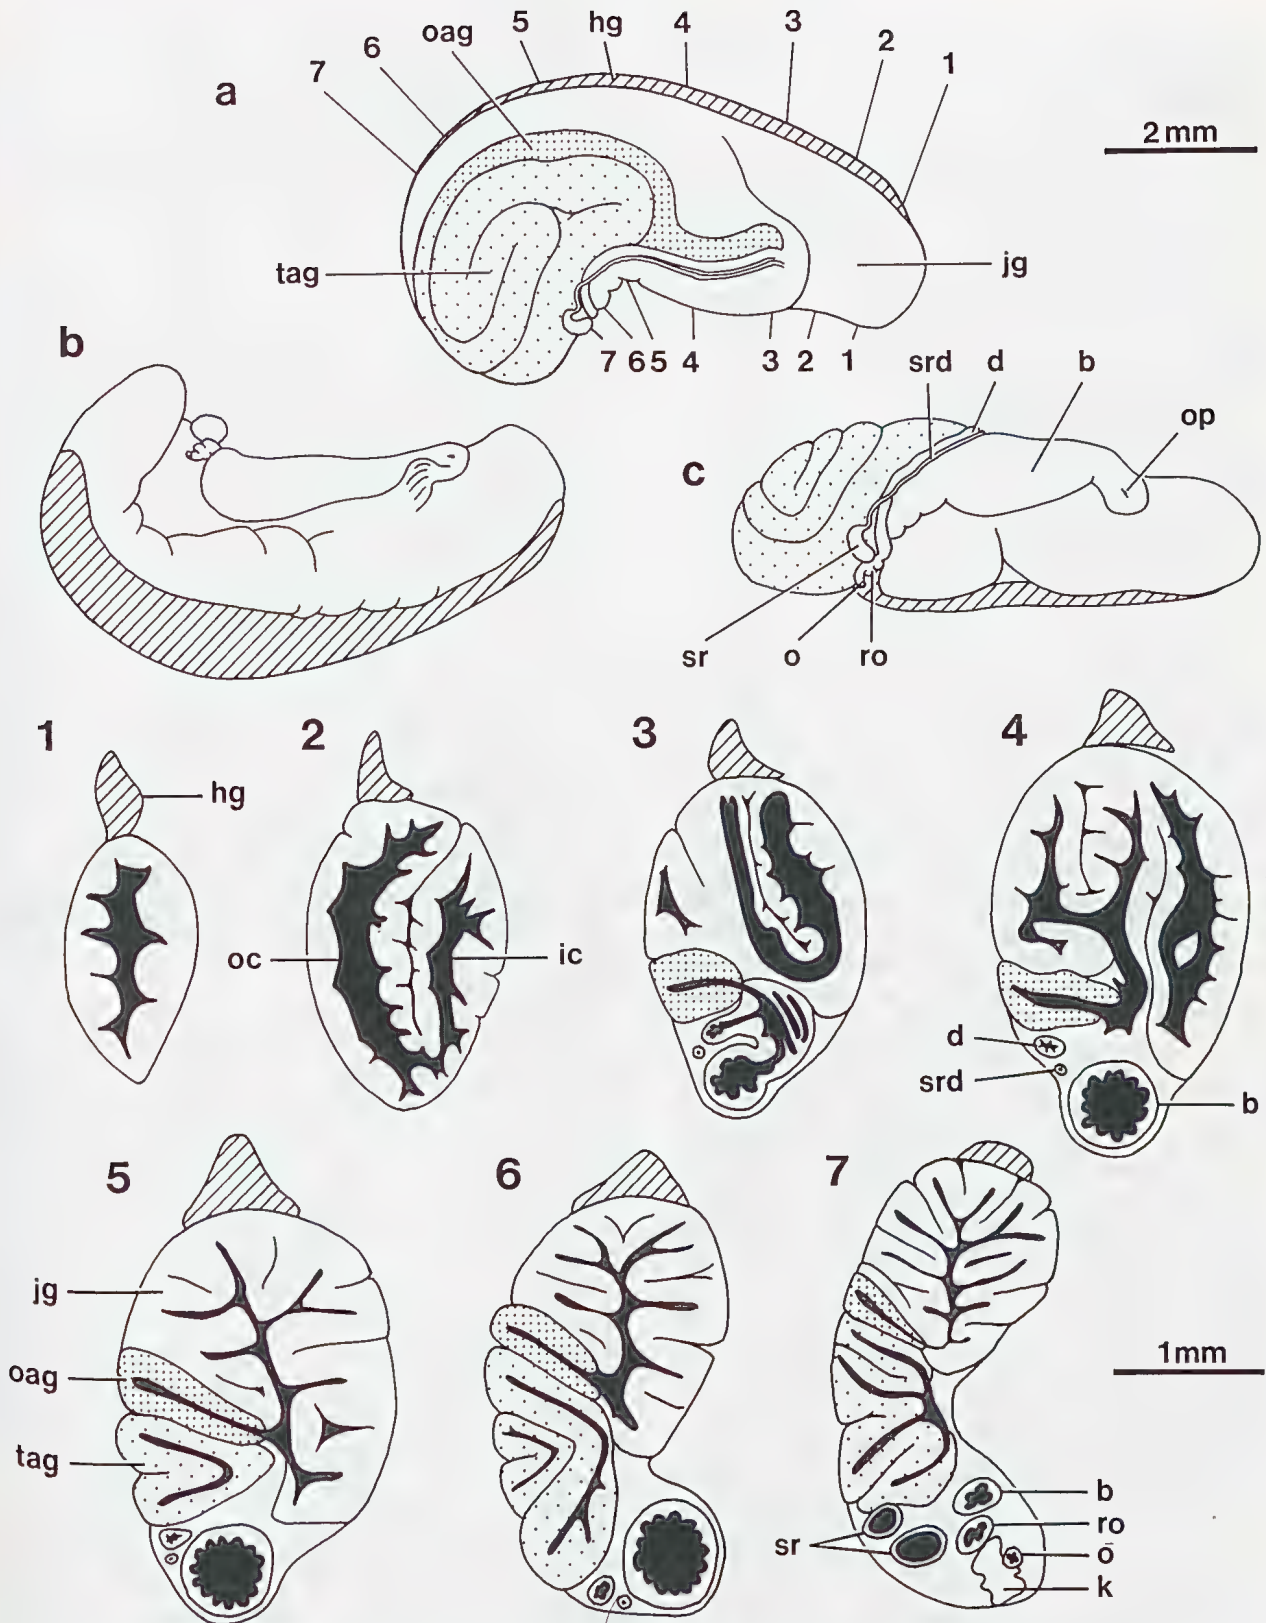 5 hg 4
oag 3
6 2
7 1
a
2 mm
tag
jg
b
7 6 5 4 3 2 1
srd d b
op
c
sr o ro
1 2 3 4
hg
oc ic
d
srd
b
5 6 7
jg
oag 1mm
tag
b
ro
sr o
k